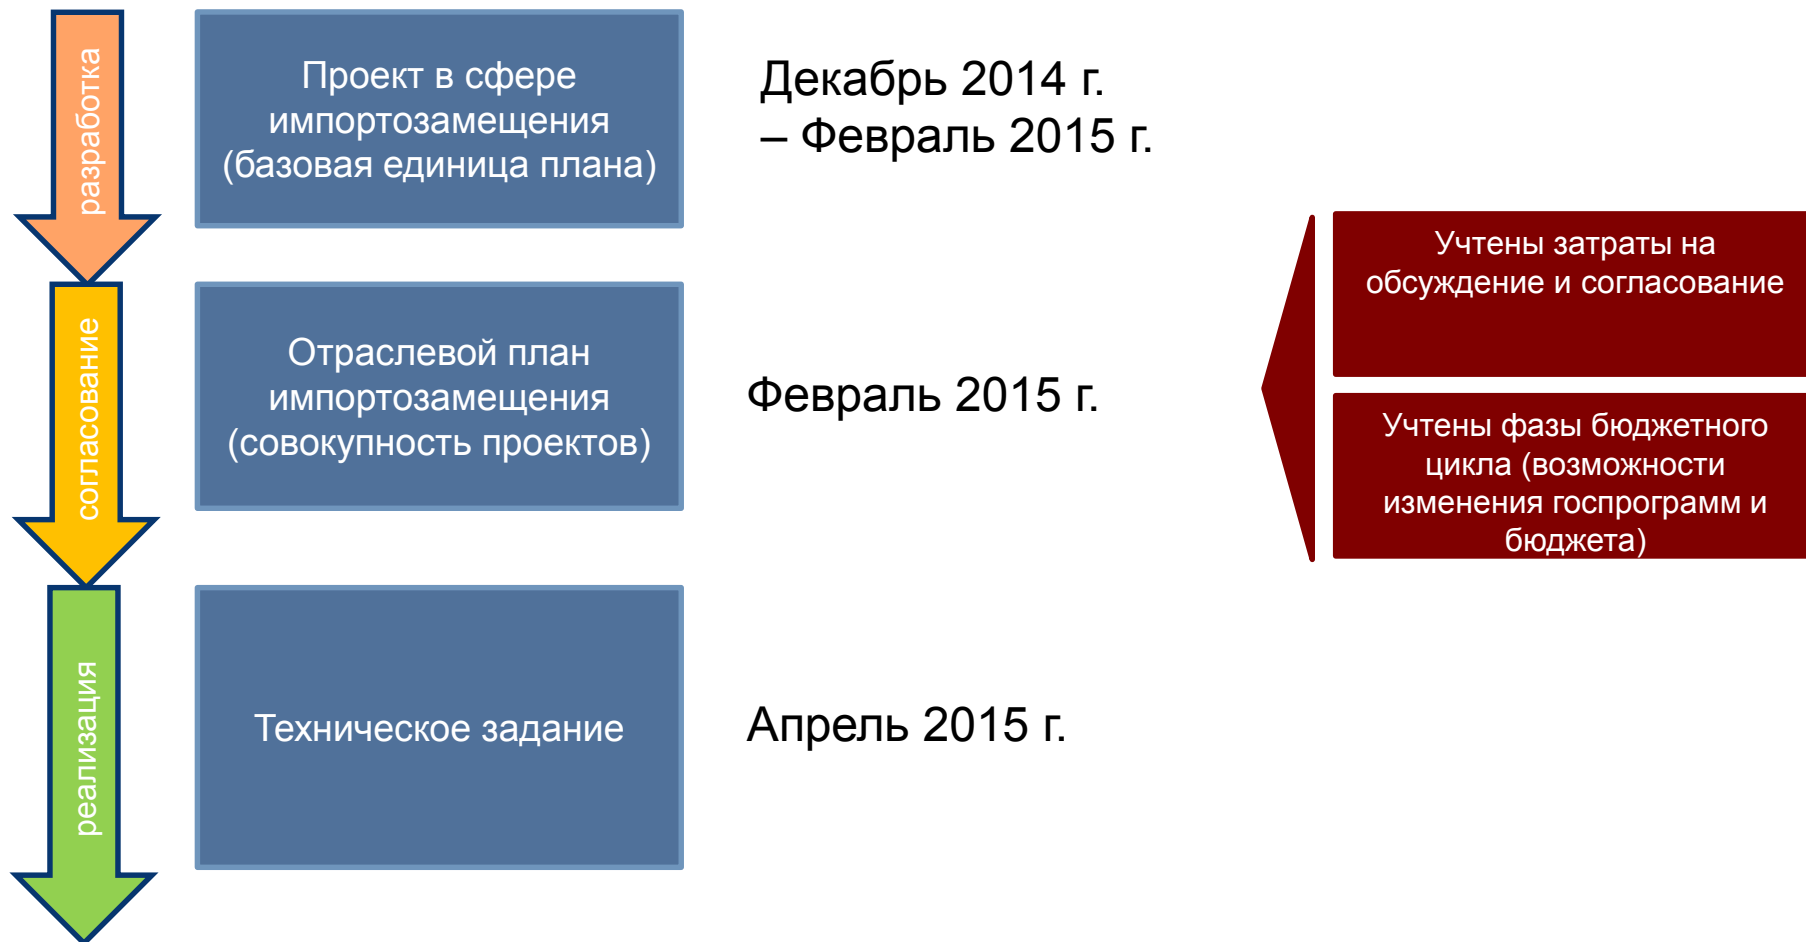 разработка
Проект в сфере
импортозамещения
(базовая единица плана)
Декабрь 2014 г.
– Февраль 2015 г.
согласование
Отраслевой план
импортозамещения
(совокупность проектов)
Февраль 2015 г.
Учтены затраты на
обсуждение и согласование
Учтены фазы бюджетного
цикла (возможности
изменения госпрограмм и
бюджета)
реализация
Техническое задание
Апрель 2015 г.